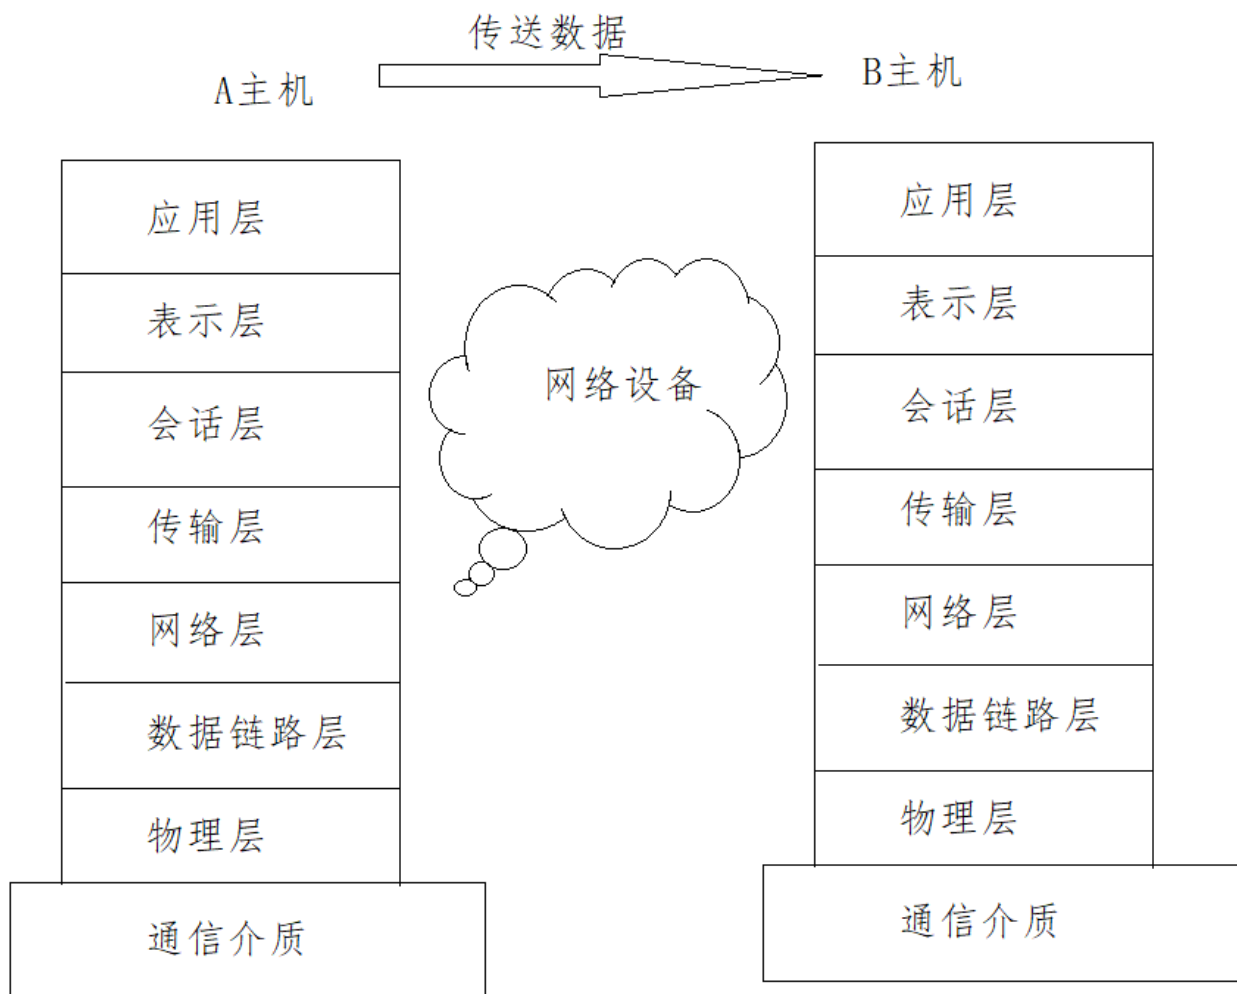 传送数据
A主机
B主机
应用层
表示层
会话层
传输层
网络层
数据链路层
物理层
通信介质
网络设备
应用层
表示层
会话层
传输层
网络层
数据链路层
物理层
通信介质